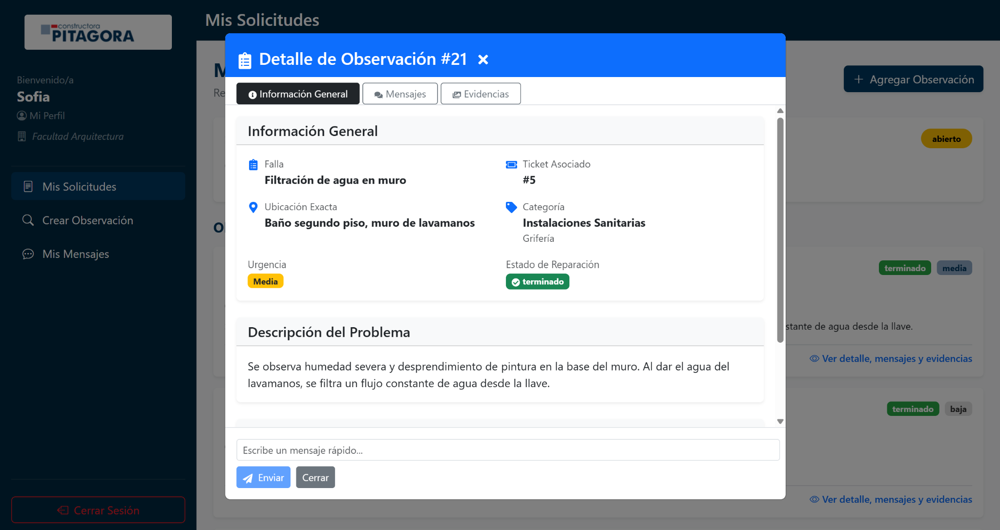 constructora
PITAGORA
Bienvenido/a
Sofia
Mi Perfil
Facultad Arquitectura
Mis Solicitudes
Crear Observación
Mis Mensajes
Cerrar Sesión
Mis Solicitudes
Agregar Observación
abierto
terminado media
stante de agua desde la llave.
Ver detalle, mensajes y evidencias
terminado baja
Ver detalle, mensajes y evidencias
Detalle de Observación #21
Información General Mensajes Evidencias
Información General
Falla
Filtración de agua en muro
Ticket Asociado
#5
Ubicación Exacta
Baño segundo piso, muro de lavamanos
Categoría
Instalaciones Sanitarias
Grifería
Urgencia
Media
Estado de Reparación
terminado
Descripción del Problema
Se observa humedad severa y desprendimiento de pintura en la base del muro. Al dar el agua del
lavamanos, se filtra un flujo constante de agua desde la llave.
Escribe un mensaje rápido...
Enviar Cerrar